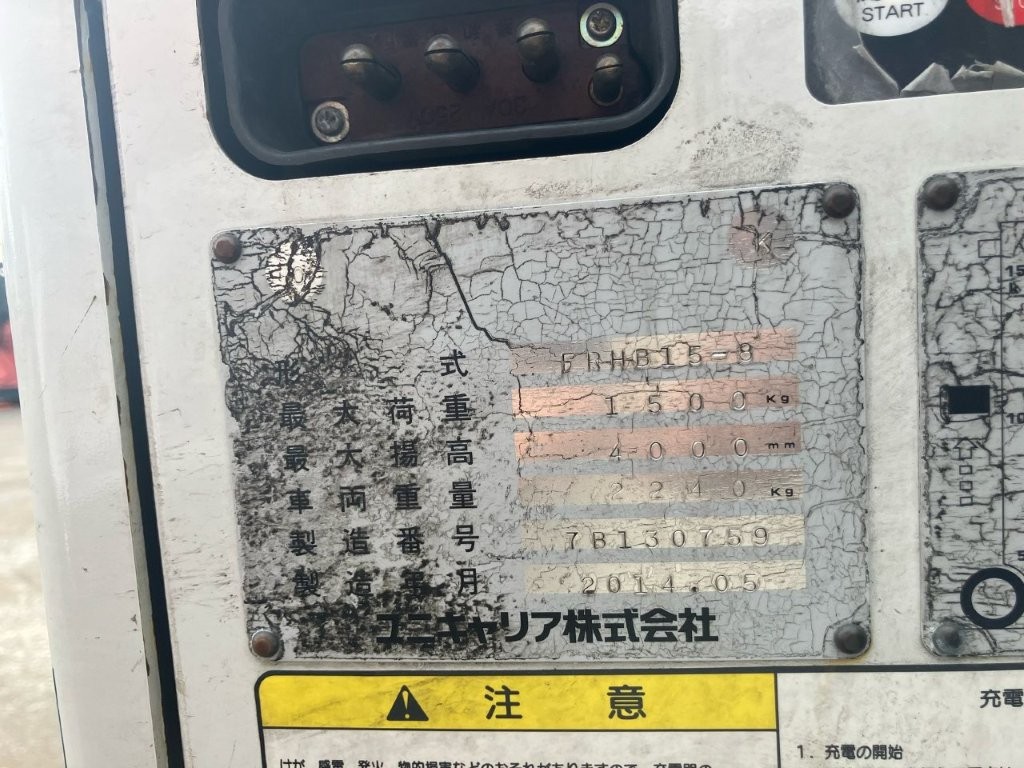 START
K
形 式 FRHB15-8
最大荷重 1500 Kg
最大揚高 4000 mm
車両重量 2240 Kg
製造番号 7B130759
製造年月 2014.05
ユニキャリア株式会社
注 意
充電
1. 充電の開始